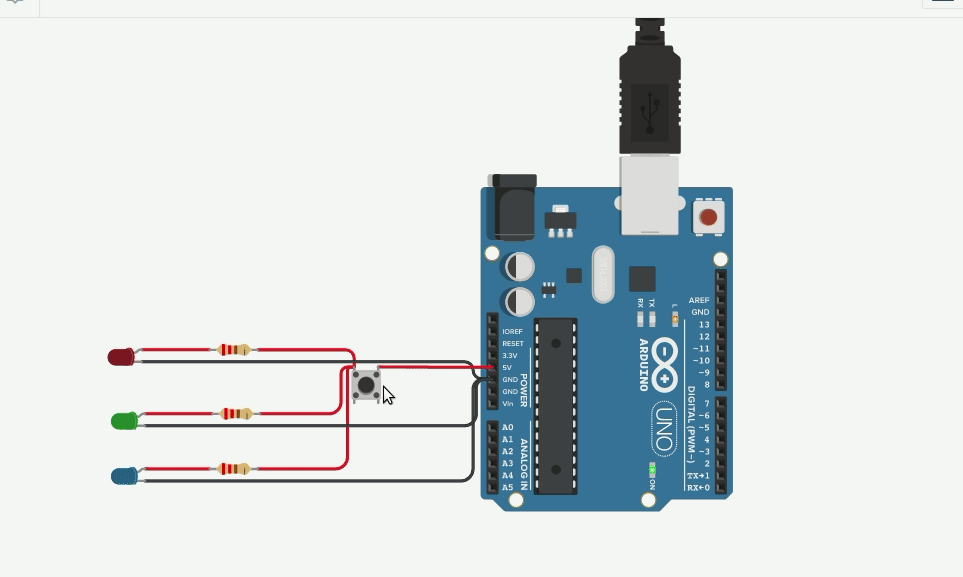 AREF
GND
13
12
~11
~10
~9
8
7
~6
~5
4
~3
2
TX→1
RX←0
DIGITAL (PWM~)
IOREF
RESET
3.3V
5V
GND
GND
Vin
POWER
A0
A1
A2
A3
A4
A5
ANALOG IN
RX
TX
L
ARDUINO
UNO
ON